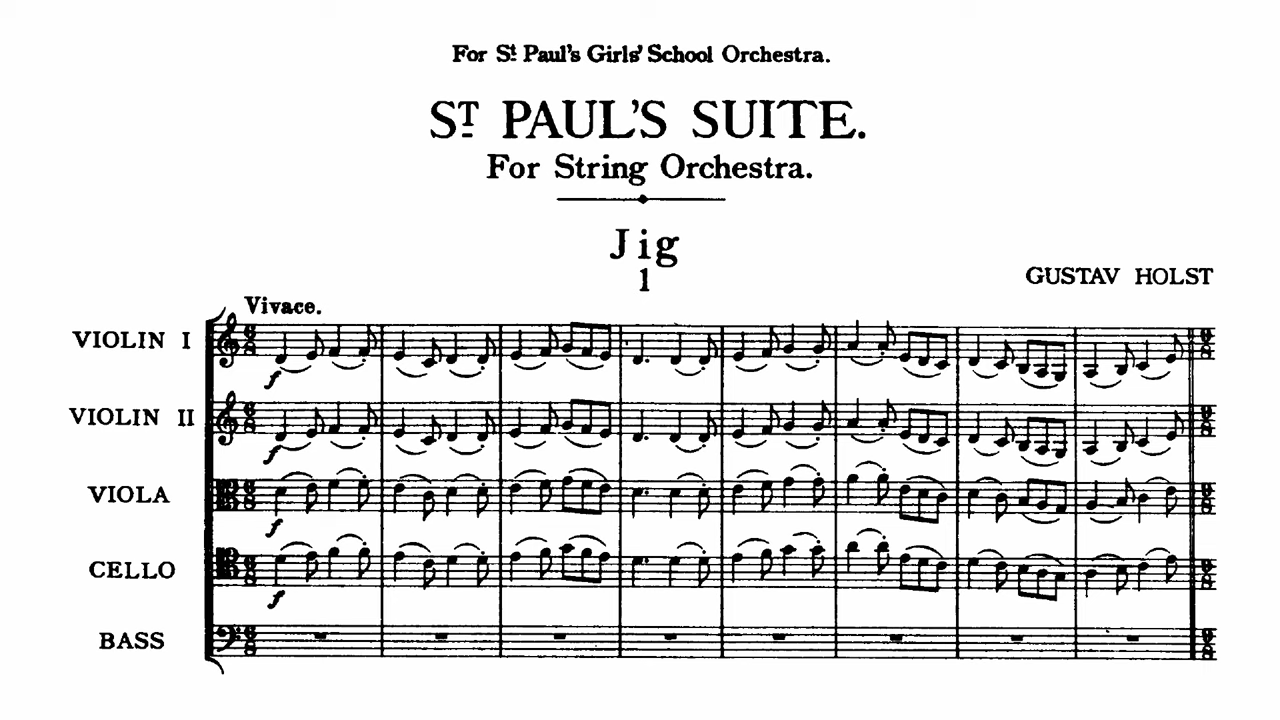 For St Paul's Girls' School Orchestra.
ST PAUL'S SUITE.
For String Orchestra.
Jig
1
GUSTAV HOLST
Vivace.
VIOLIN I
f
VIOLIN II
f
VIOLA
f
CELLO
f
BASS